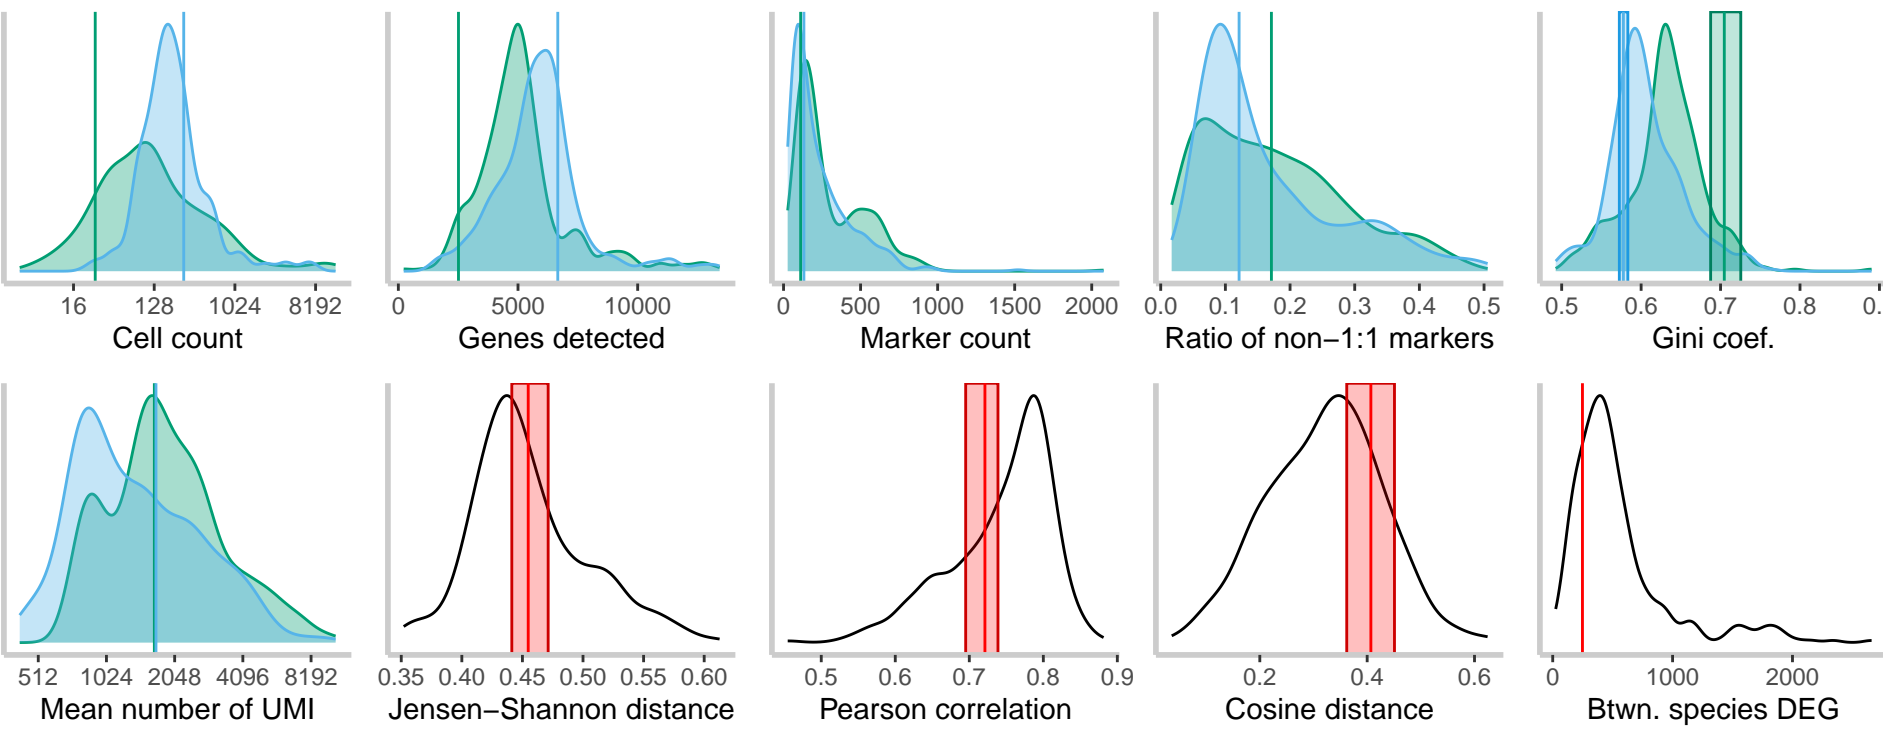 16 128 1024 8192
Cell count
0 5000 10000
Genes detected
0 500 1000 1500 2000
Marker count
0.0 0.1 0.2 0.3 0.4 0.5
Ratio of non−1:1 markers
0.5 0.6 0.7 0.8 0.
Gini coef.
512 1024 2048 4096 8192
Mean number of UMI
0.35 0.40 0.45 0.50 0.55 0.60
Jensen−Shannon distance
0.5 0.6 0.7 0.8 0.9
Pearson correlation
0.2 0.4 0.6
Cosine distance
0 1000 2000
Btwn. species DEG